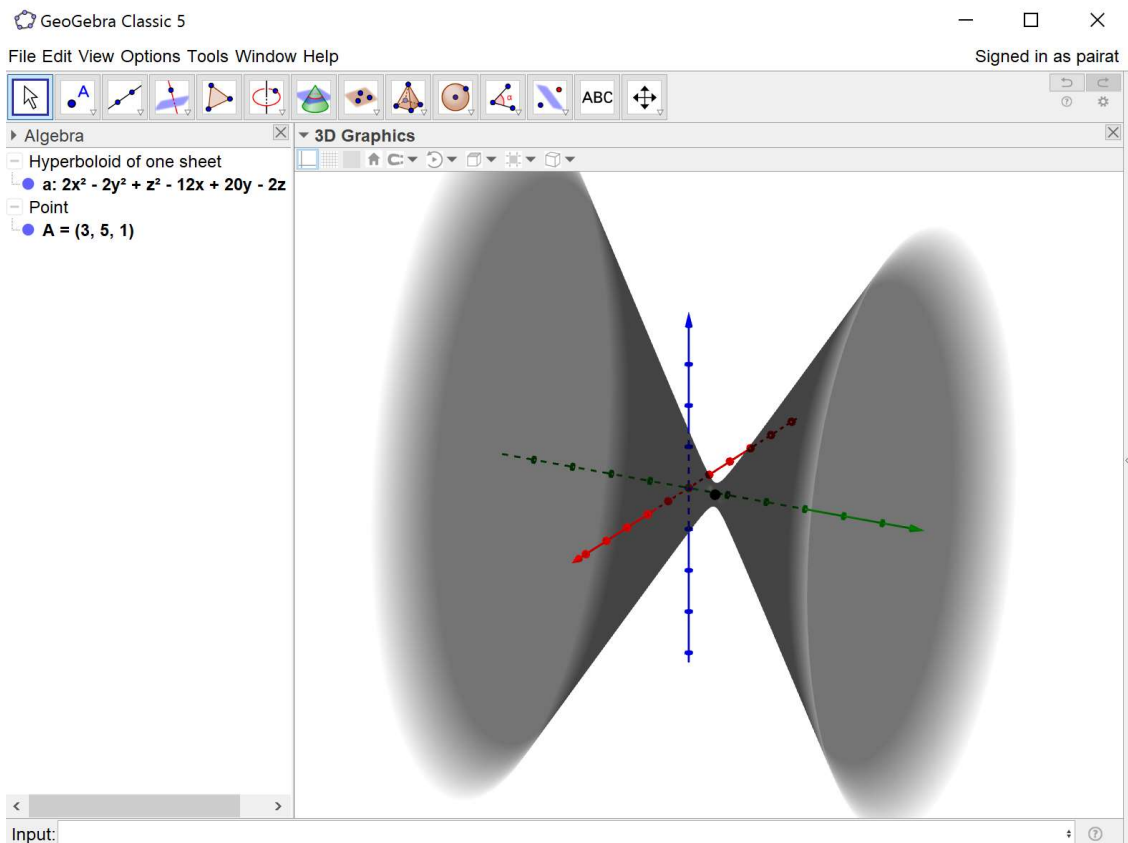 GeoGebra Classic 5
File Edit View Options Tools Window Help
Signed in as pairat
A
α
ABC
Algebra
3D Graphics
Hyperboloid of one sheet
a: 2x² - 2y² + z² - 12x + 20y - 2z
Point
A = (3, 5, 1)
Input: